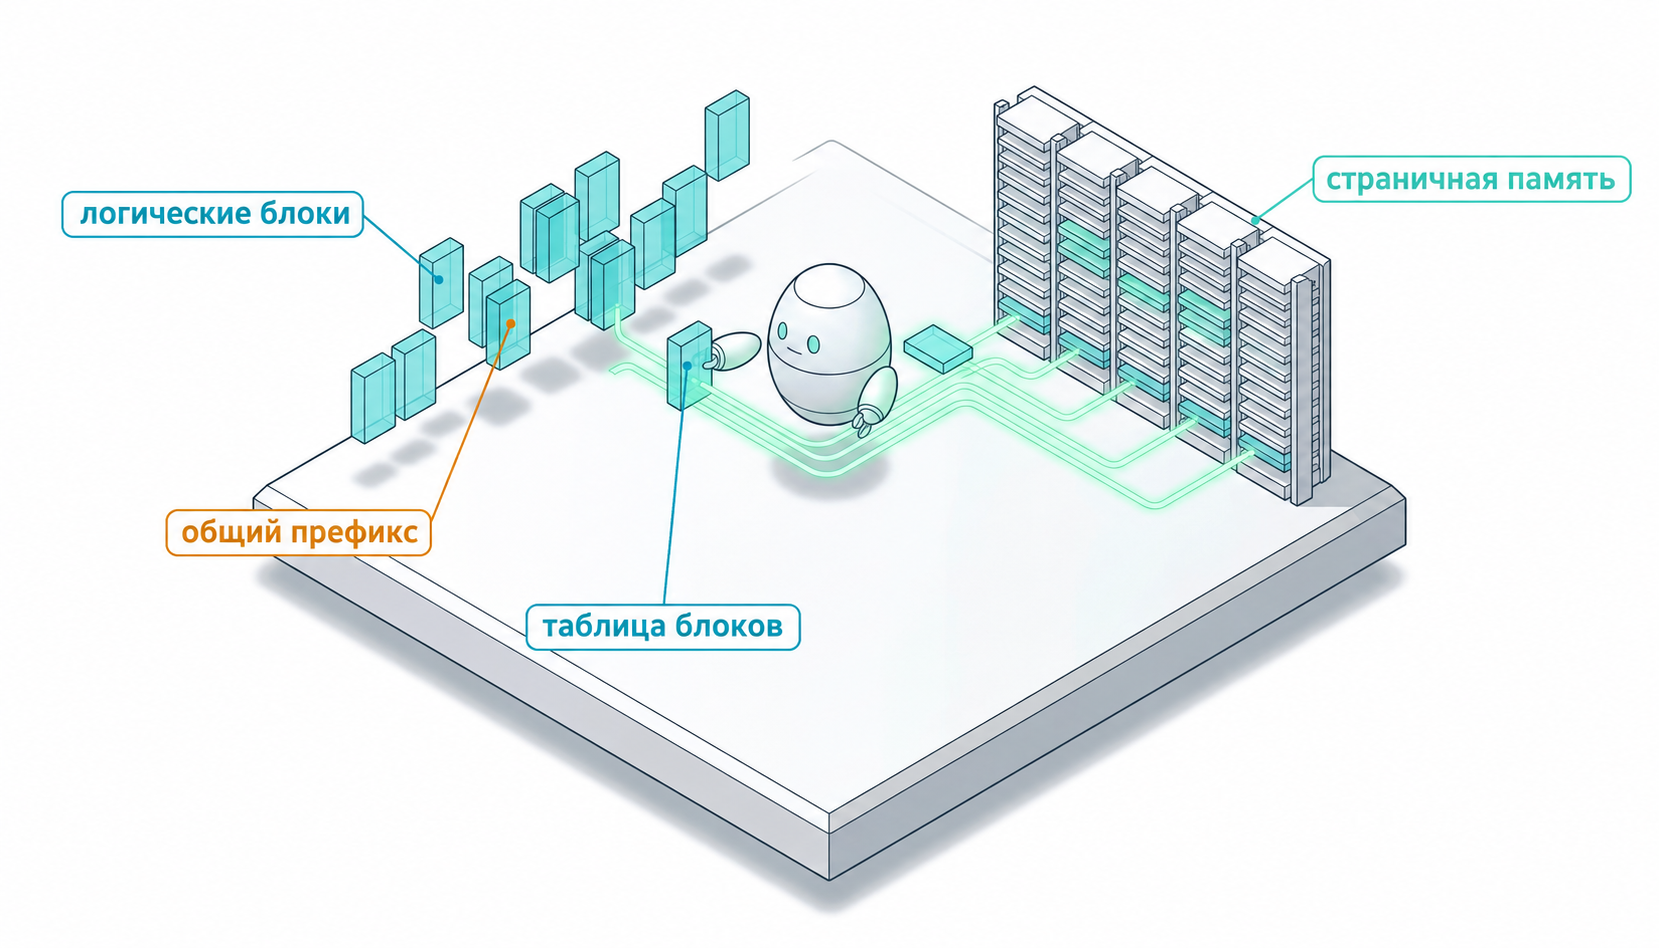 страничная память
логические блоки
общий префикс
таблица блоков